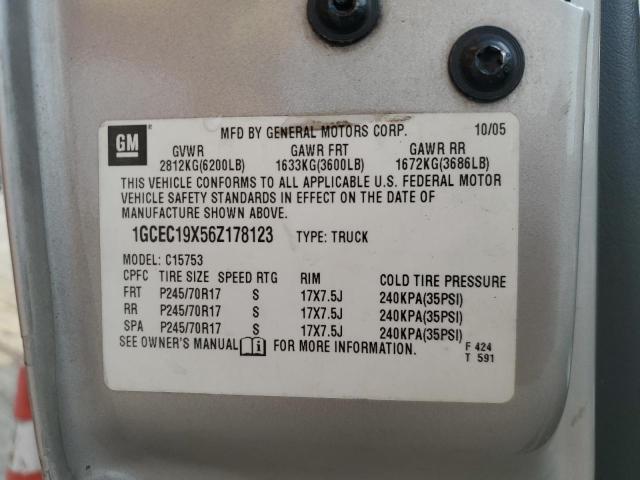 GM ® MFD BY GENERAL MOTORS CORP. 10/05
GVWR GAWR FRT GAWR RR
2812KG(6200LB) 1633KG(3600LB) 1672KG(3686LB)
THIS VEHICLE CONFORMS TO ALL APPLICABLE U.S. FEDERAL MOTOR
VEHICLE SAFETY STANDARDS IN EFFECT ON THE DATE OF
MANUFACTURE SHOWN ABOVE.
1GCEC19X56Z178123 TYPE: TRUCK
MODEL: C15753
CPFC TIRE SIZE SPEED RTG RIM COLD TIRE PRESSURE
FRT P245/70R17 S 17X7.5J 240KPA(35PSI)
RR P245/70R17 S 17X7.5J 240KPA(35PSI)
SPA P245/70R17 S 17X7.5J 240KPA(35PSI)
SEE OWNER'S MANUAL i FOR MORE INFORMATION. F 424
T 591